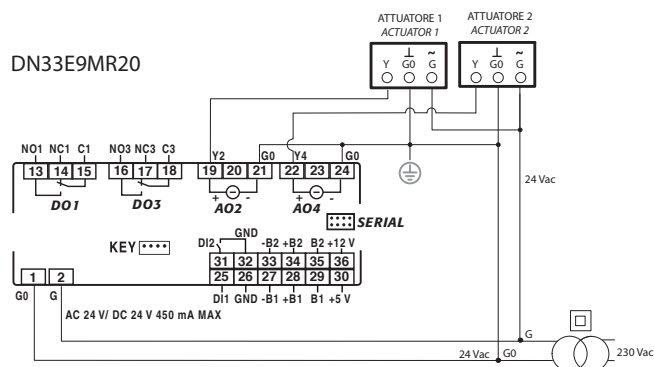 ATTUATORE 1
ACTUATOR 1
ATTUATORE 2
ACTUATOR 2
DN33E9MR20
Y G0 G
~
Y G0 G
~
NO1 NC1 C1
NO3 NC3 C3
Y2 G0 Y4 G0
13 14 15
16 17 18
19 20 21
22 23 24
+ -
+ -
DO1
DO3
AO2
AO4
24 Vac
SERIAL
KEY
DI2
GND
-B2 +B2 B2 +12 V
31 32 33 34 35 36
25 26 27 28 29 30
DI1 GND -B1 +B1 B1 +5 V
1 2
G0 G
AC 24 V/ DC 24 V 450 mA MAX
G
24 Vac G0
230 Vac